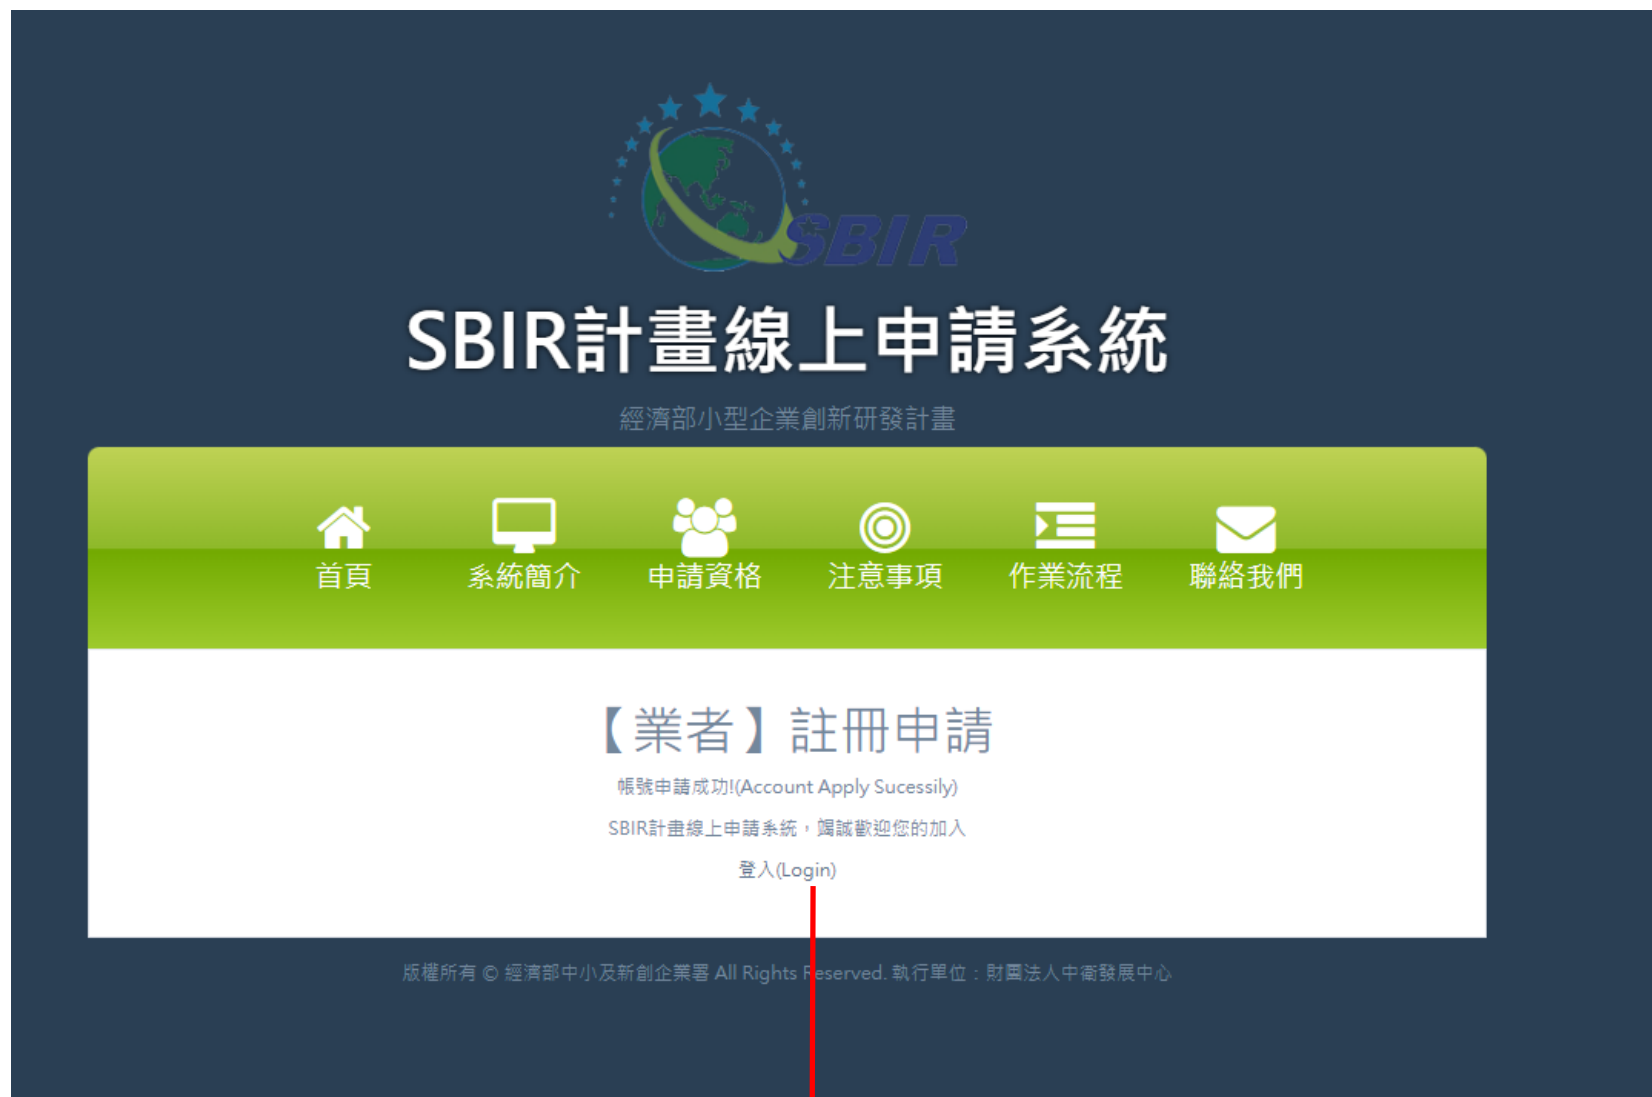 SBIR
SBIR計畫線上申請系統
經濟部小型企業創新研發計畫
首頁 系統簡介 申請資格 注意事項 作業流程 聯絡我們
【業者】註冊申請
帳號申請成功!(Account Apply Sucessily)
SBIR計畫線上申請系統，竭誠歡迎您的加入
登入(Login)
版權所有 © 經濟部中小及新創企業署 All Rights Reserved. 執行單位：財團法人中衛發展中心